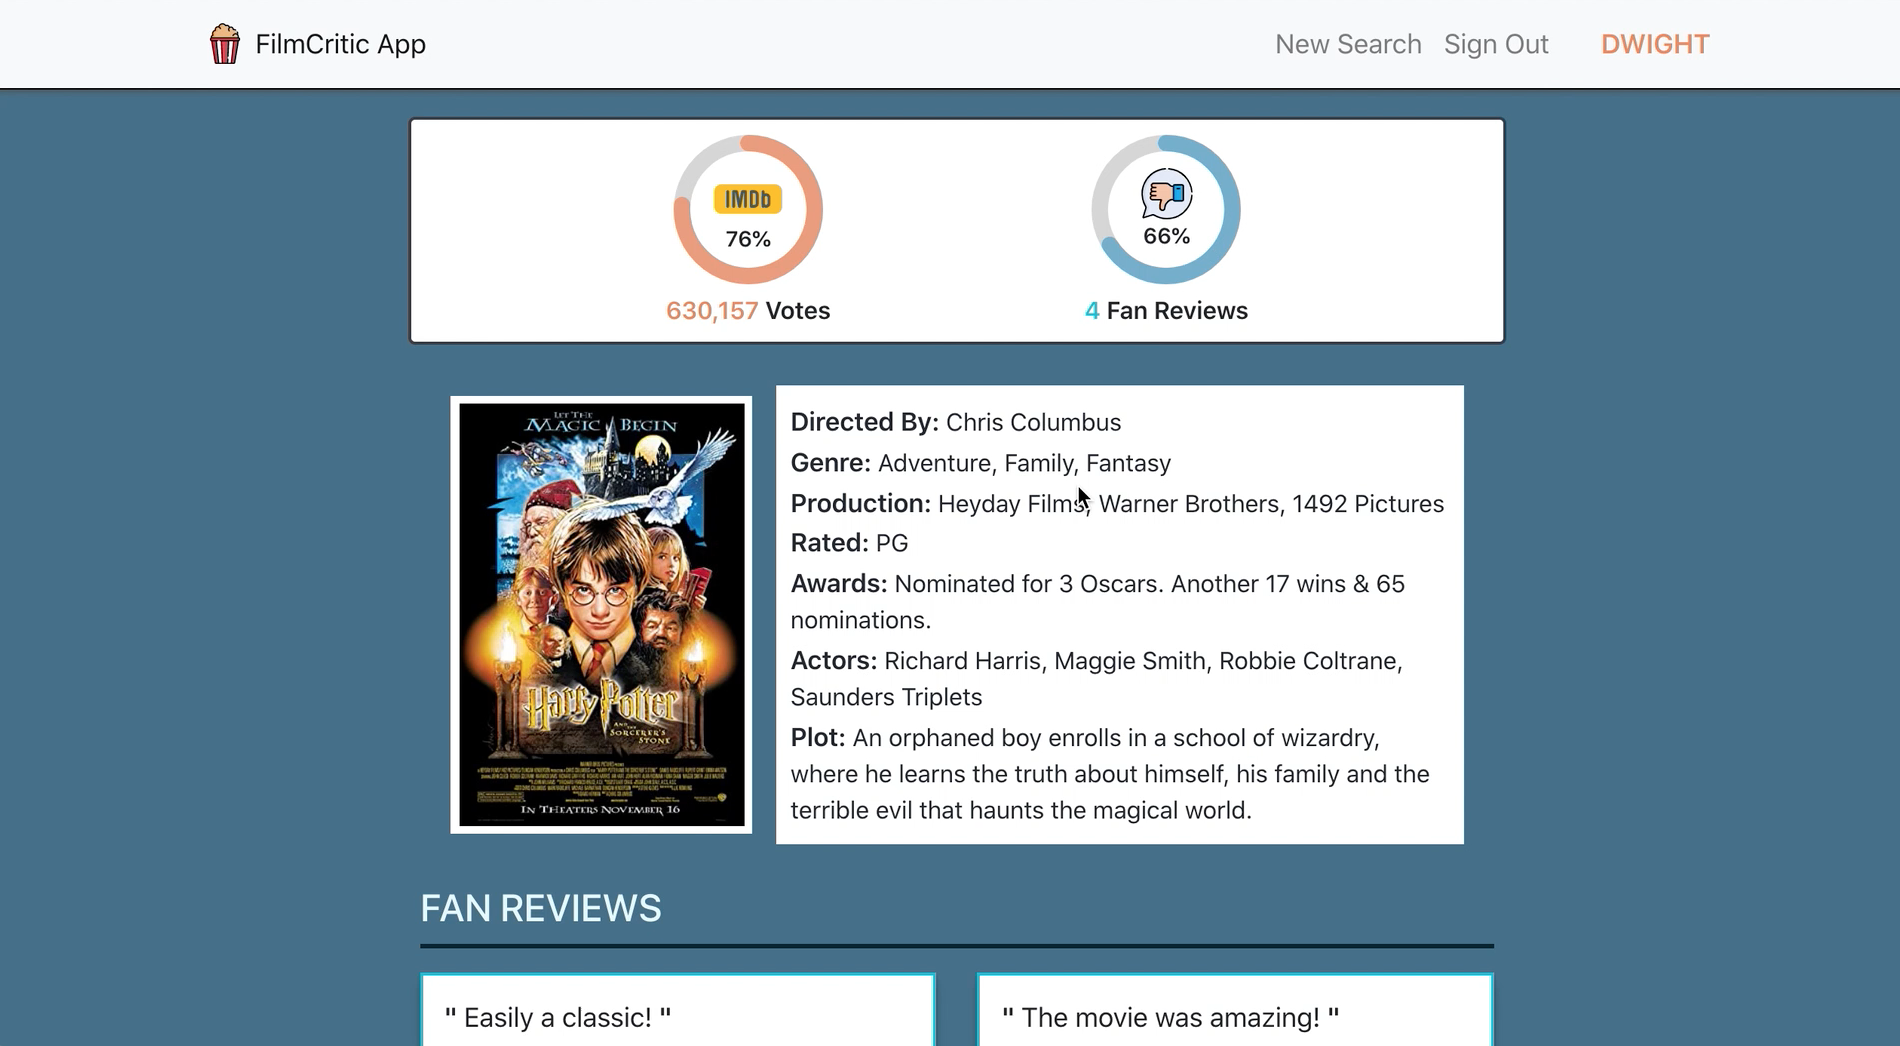 FilmCritic App
New Search
Sign Out
DWIGHT
IMDb
76%
630,157 Votes
66%
4 Fan Reviews
LET THE
MAGIC BEGIN
Harry Potter
AND THE
SORCERER'S
STONE
IN THEATERS NOVEMBER 16
Directed By: Chris Columbus
Genre: Adventure, Family, Fantasy
Production: Heyday Films, Warner Brothers, 1492 Pictures
Rated: PG
Awards: Nominated for 3 Oscars. Another 17 wins & 65
nominations.
Actors: Richard Harris, Maggie Smith, Robbie Coltrane,
Saunders Triplets
Plot: An orphaned boy enrolls in a school of wizardry,
where he learns the truth about himself, his family and the
terrible evil that haunts the magical world.
FAN REVIEWS
" Easily a classic! "
" The movie was amazing! "